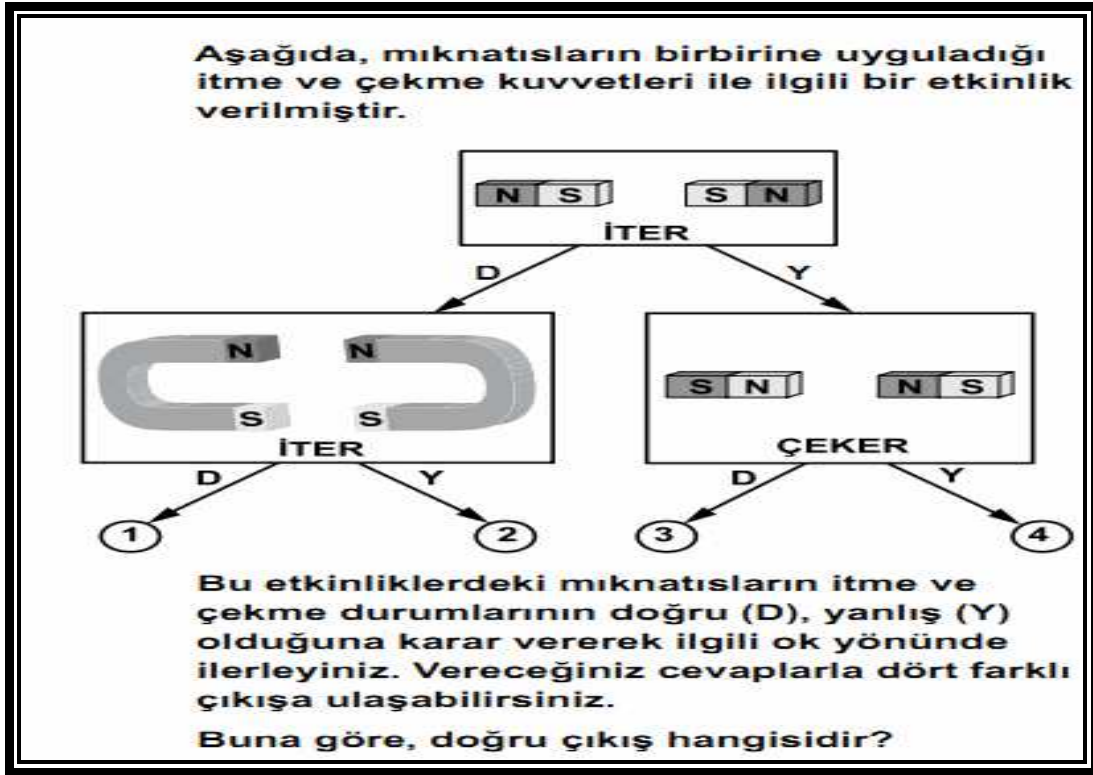 Aşağıda, mıknatısların birbirine uyguladığı
itme ve çekme kuvvetleri ile ilgili bir etkinlik
verilmiştir.
N S S N
İTER
D Y
N N
S S
İTER
S N N S
ÇEKER
D Y D Y
1 2 3 4
Bu etkinliklerdeki mıknatısların itme ve
çekme durumlarının doğru (D), yanlış (Y)
olduğuna karar vererek ilgili ok yönünde
ilerleyiniz. Vereceğiniz cevaplarla dört farklı
çıkışa ulaşabilirsiniz.
Buna göre, doğru çıkış hangisidir?